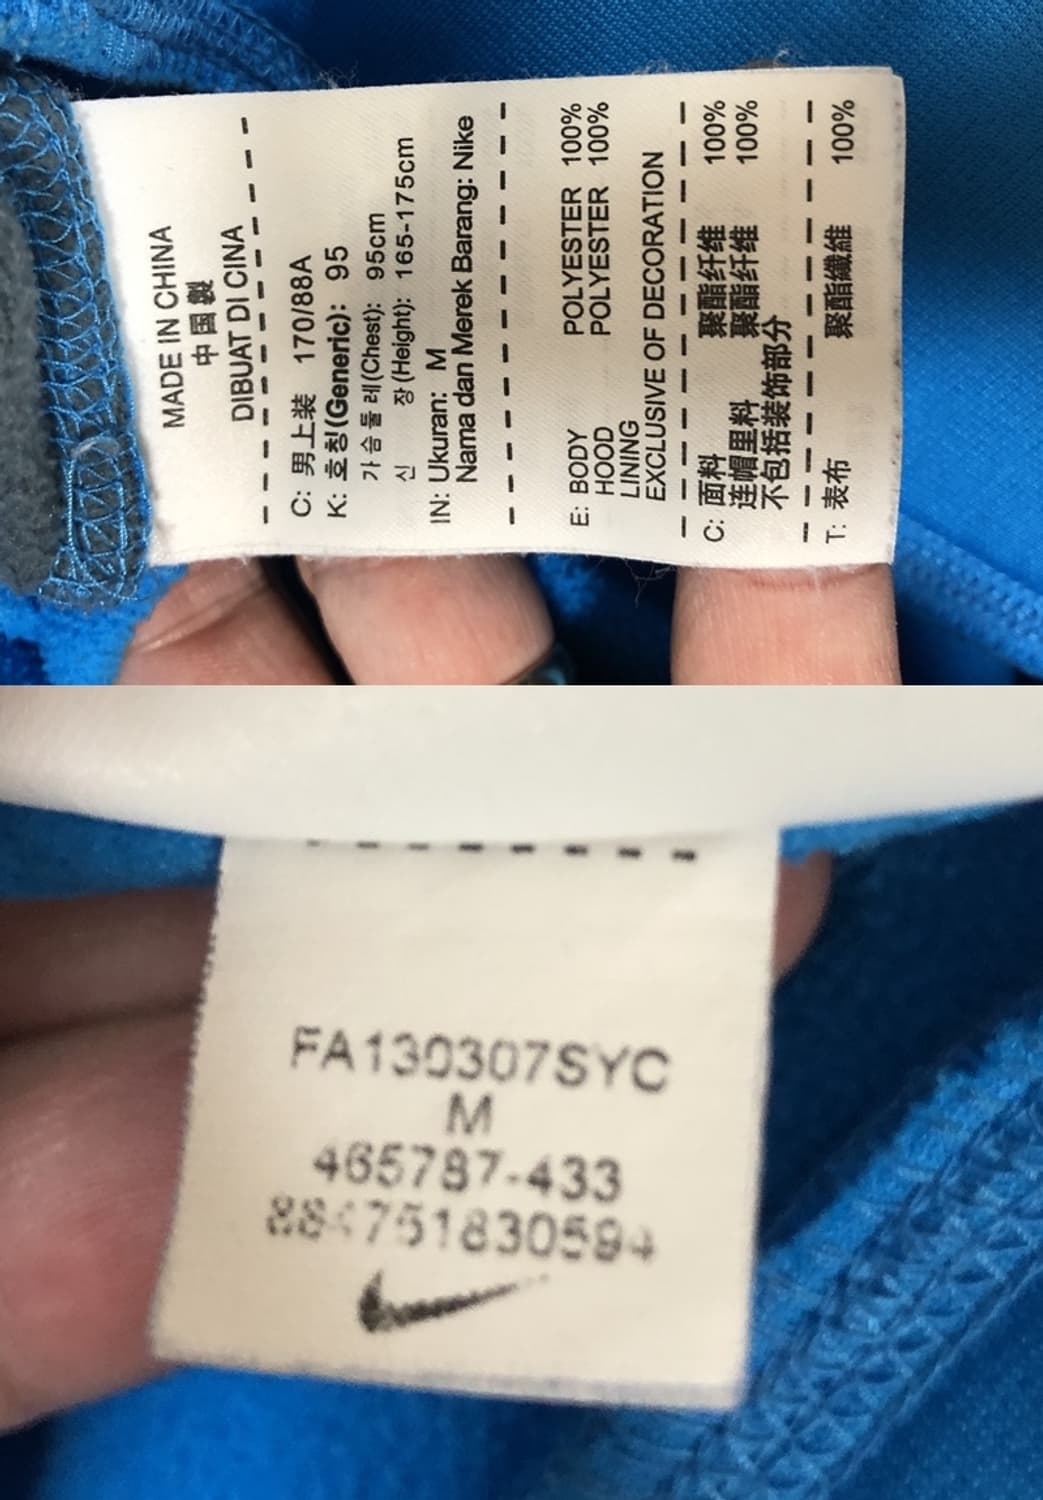 MADE IN CHINA
中国製
DIBUAT DI CINA
C: 男上装 170/88A
K: 호칭(Generic): 95
가슴둘레(Chest): 95cm
신 장(Height): 165-175cm
IN: Ukuran: M
Nama dan Merek Barang: Nike
E: BODY POLYESTER 100%
HOOD POLYESTER 100%
LINING
EXCLUSIVE OF DECORATION
C: 面料 聚酯纤维 100%
连帽里料 聚酯纤维 100%
不包括装饰部分
T: 表布 聚酯纖維 100%
FA130307SYC
M
465787-433
884751830594